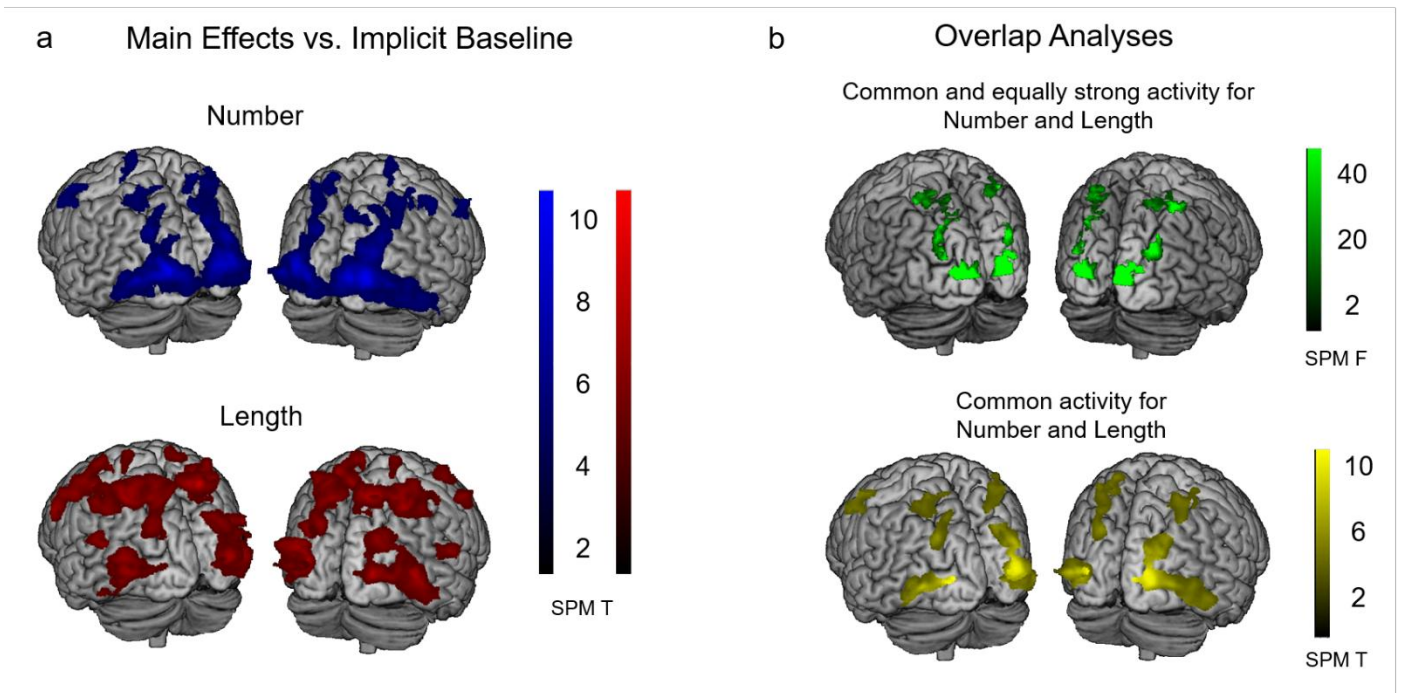 a
Main Effects vs. Implicit Baseline
Number
Length
10
8
6
4
2
SPM T
b
Overlap Analyses
Common and equally strong activity for
Number and Length
40
20
2
SPM F
Common activity for
Number and Length
10
6
2
SPM T